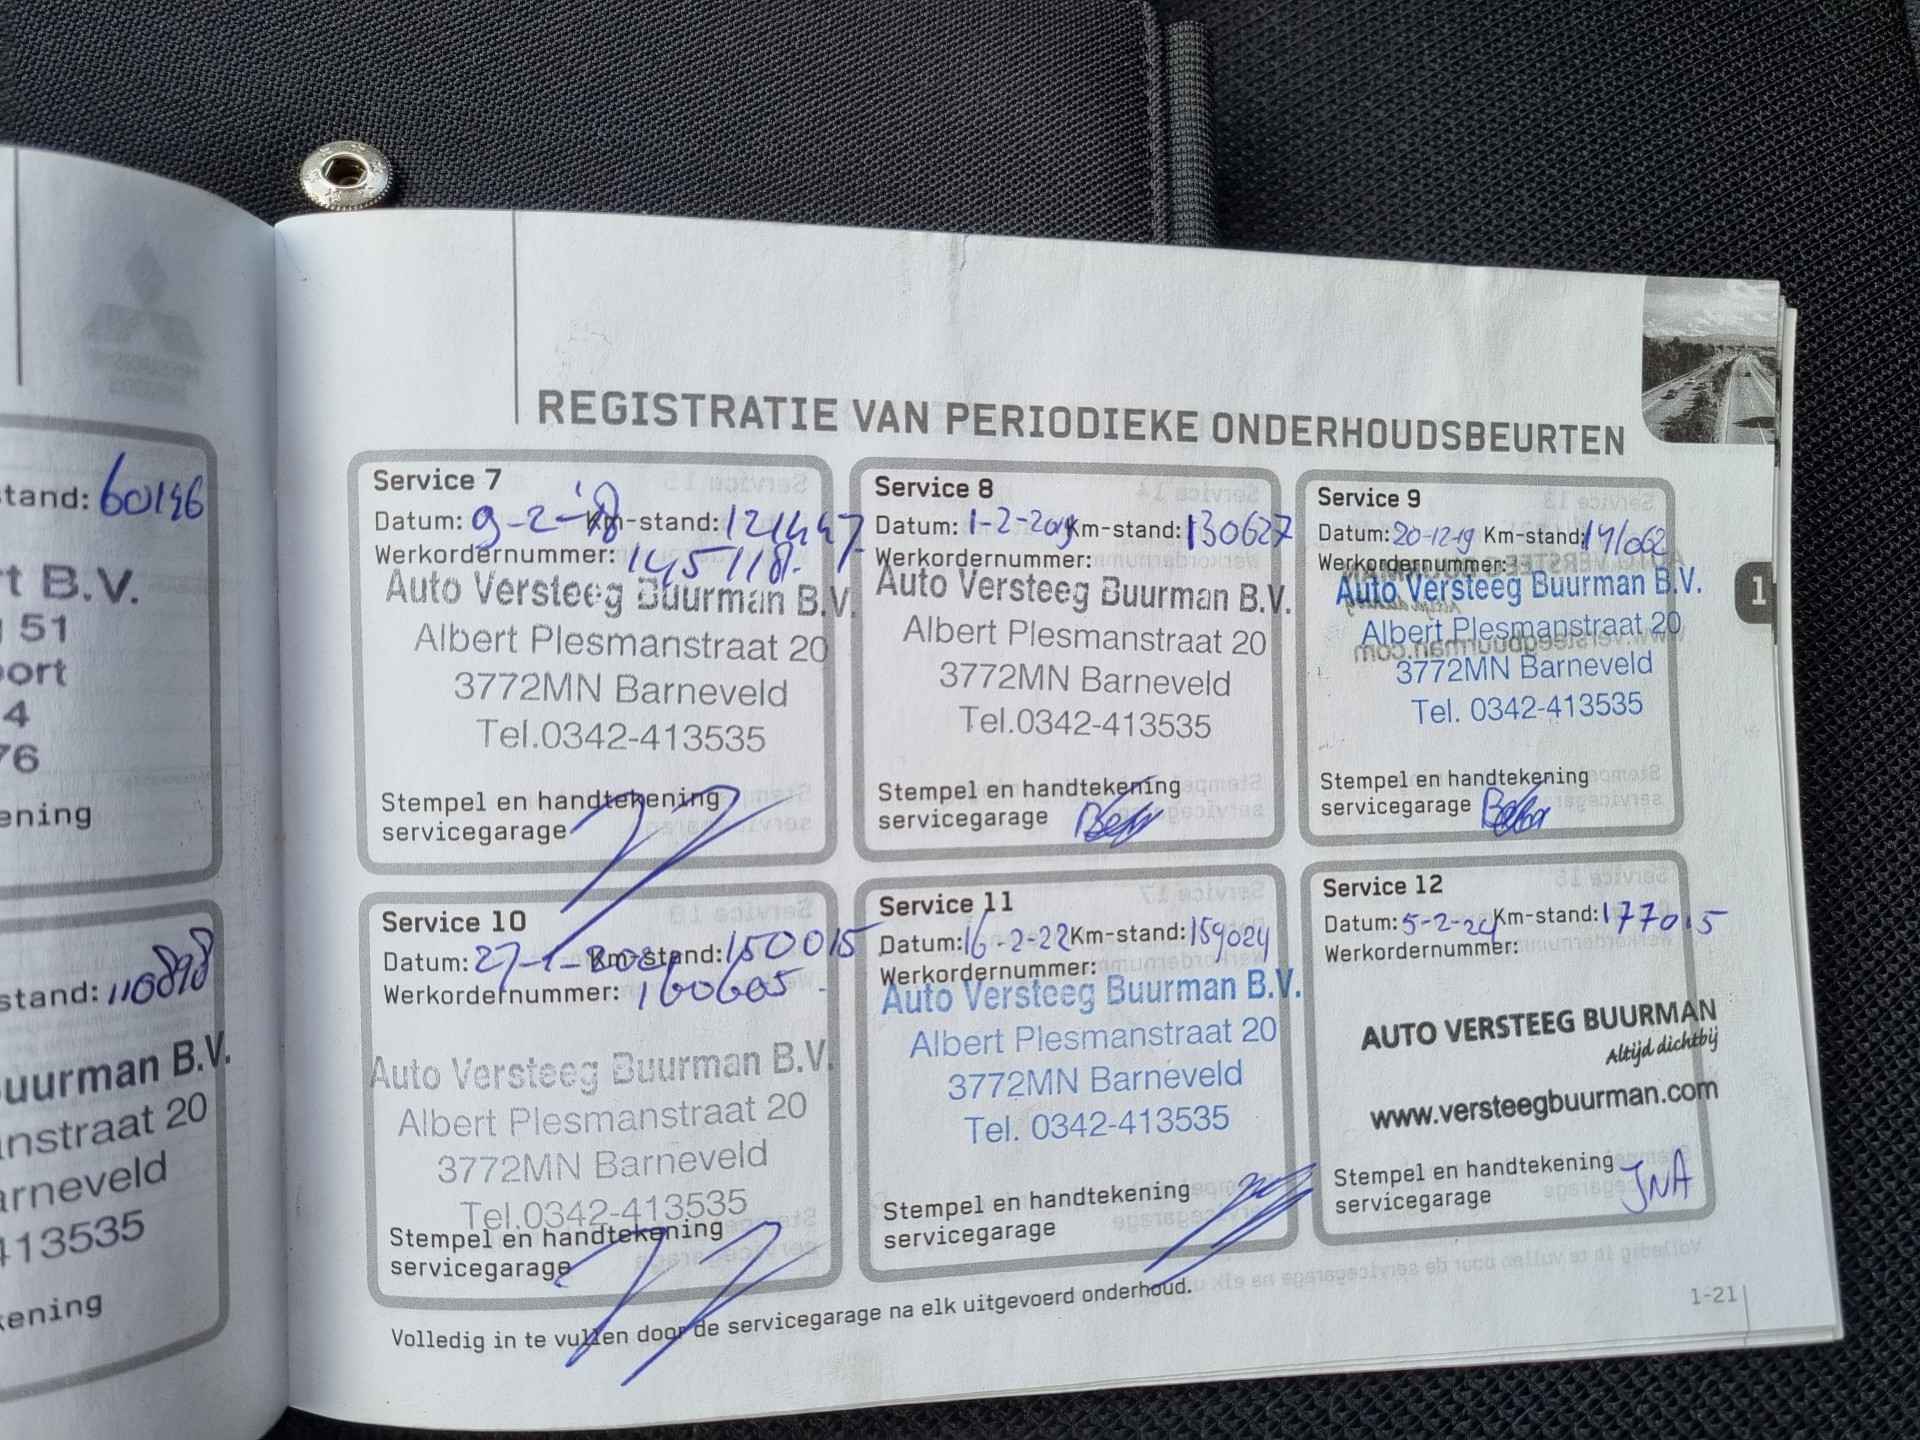 stand: 60146
t B.V.
51
port
4
76
ening
stand: 110898
Buurman B.V.
nstraat 20
arneveld
413535
kening
REGISTRATIE VAN PERIODIEKE ONDERHOUDSBEURTEN
Service 7
Datum: 9-2-'18 Km-stand: 121447
Werkordernummer: 145118.
Auto Versteeg Buurman B.V.
Albert Plesmanstraat 20
3772MN Barneveld
Tel.0342-413535
Stempel en handtekening
servicegarage
Service 8
Datum: 1-2-2019 Km-stand: 130627
Werkordernummer:
Auto Versteeg Buurman B.V.
Albert Plesmanstraat 20
3772MN Barneveld
Tel.0342-413535
Stempel en handtekening
servicegarage
Service 9
Datum: 20-12-19 Km-stand: 141062
Werkordernummer:
Auto Versteeg Buurman B.V.
Albert Plesmanstraat 20
3772MN Barneveld
Tel. 0342-413535
Stempel en handtekening
servicegarage
1
Service 10
Datum: 27-1-2021 Km-stand: 150015
Werkordernummer: 160605
Auto Versteeg Buurman B.V.
Albert Plesmanstraat 20
3772MN Barneveld
Tel.0342-413535
Stempel en handtekening
servicegarage
Service 11
Datum: 16-2-22 Km-stand: 159024
Werkordernummer:
Auto Versteeg Buurman B.V.
Albert Plesmanstraat 20
3772MN Barneveld
Tel. 0342-413535
Stempel en handtekening
servicegarage
Service 12
Datum: 5-2-24 Km-stand: 177015
Werkordernummer:
AUTO VERSTEEG BUURMAN
Altijd dichtbij
www.versteegbuurman.com
Stempel en handtekening
servicegarage JNA
Volledig in te vullen door de servicegarage na elk uitgevoerd onderhoud.
1-21